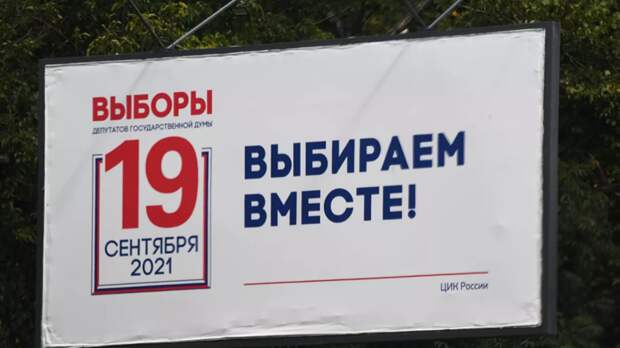 ВЫБОРЫ
ДЕПУТАТОВ ГОСУДАРСТВЕННОЙ ДУМЫ
19
СЕНТЯБРЯ
2021
ВЫБИРАЕМ
ВМЕСТЕ!
ЦИК России